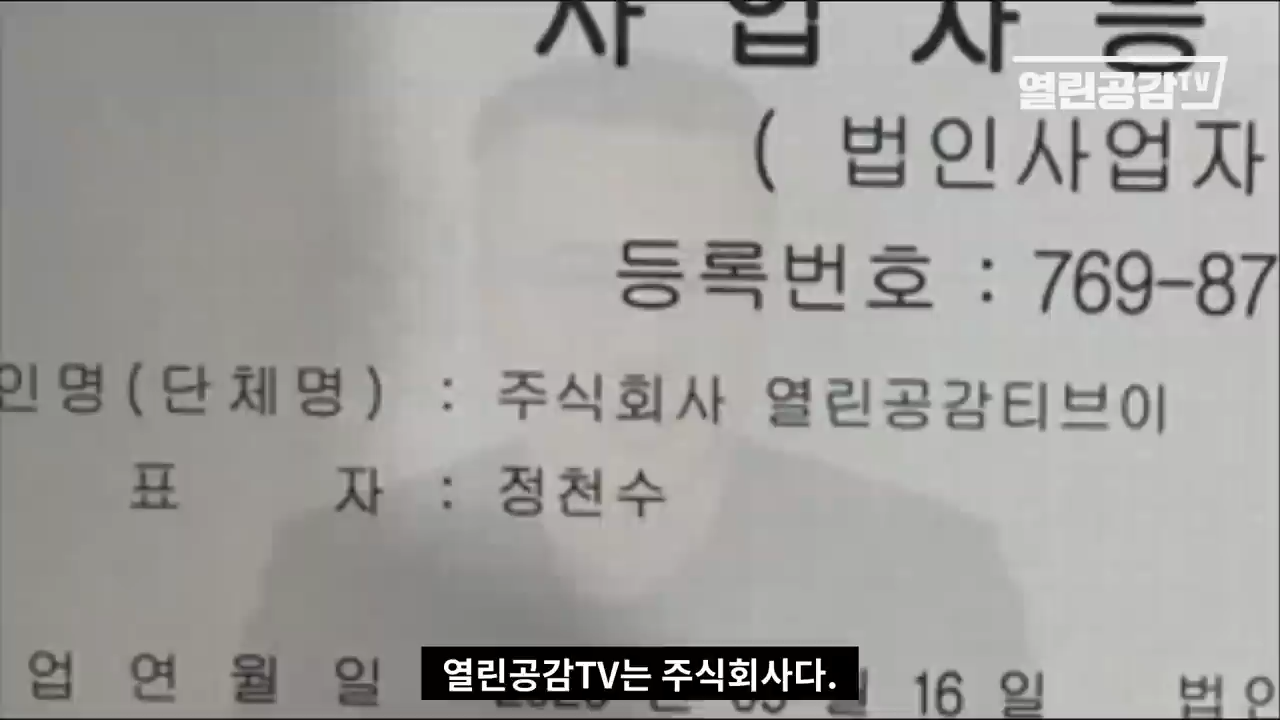 사 업 자 등
열린공감TV
( 법인사업자
등록번호 : 769-87
인명(단체명) : 주식회사 열린공감티브이
표 자 : 정천수
업 연 월 일 년 16 일 법인
열린공감TV는 주식회사다.